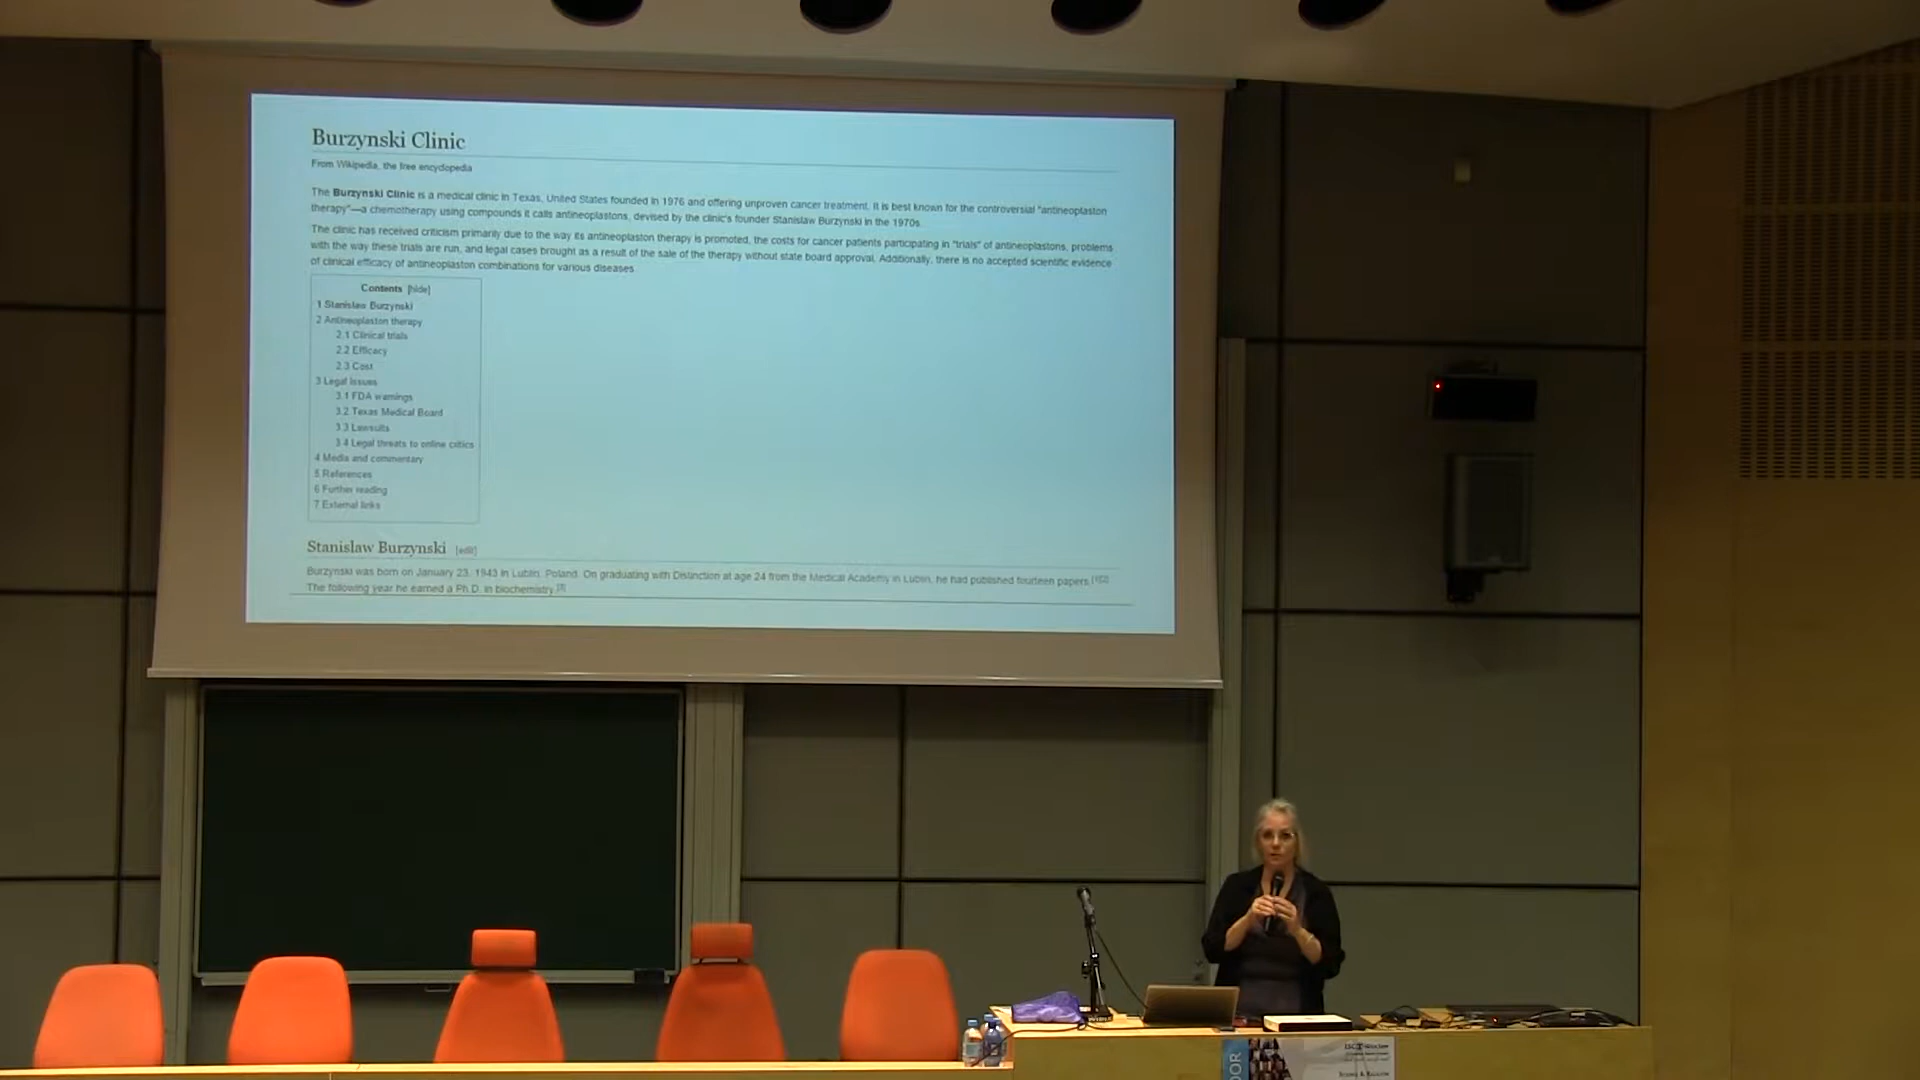 Burzynski Clinic
From Wikipedia, the free encyclopedia
The Burzynski Clinic is a medical clinic in Texas, United States founded in 1976 and offering unproven cancer treatment. It is best known for the controversial "antineoplaston
therapy"—a chemotherapy using compounds it calls antineoplastons, devised by the clinic's founder Stanislaw Burzynski in the 1970s.
The clinic has received criticism primarily due to the way its antineoplaston therapy is promoted, the costs for cancer patients participating in "trials" of antineoplastons, problems
with the way these trials are run, and legal cases brought as a result of the sale of the therapy without state board approval. Additionally, there is no accepted scientific evidence
of clinical efficacy of antineoplaston combinations for various diseases.
Contents [hide]
1 Stanislaw Burzynski
2 Antineoplaston therapy
2.1 Clinical trials
2.2 Efficacy
2.3 Cost
3 Legal issues
3.1 FDA warnings
3.2 Texas Medical Board
3.3 Lawsuits
3.4 Legal threats to online critics
4 Media and commentary
5 References
6 Further reading
7 External links
Stanislaw Burzynski [edit]
Burzynski was born on January 23, 1943 in Lublin, Poland. On graduating with Distinction at age 24 from the Medical Academy in Lublin, he had published fourteen papers.[1][2]
The following year he earned a Ph.D. in biochemistry.[3]